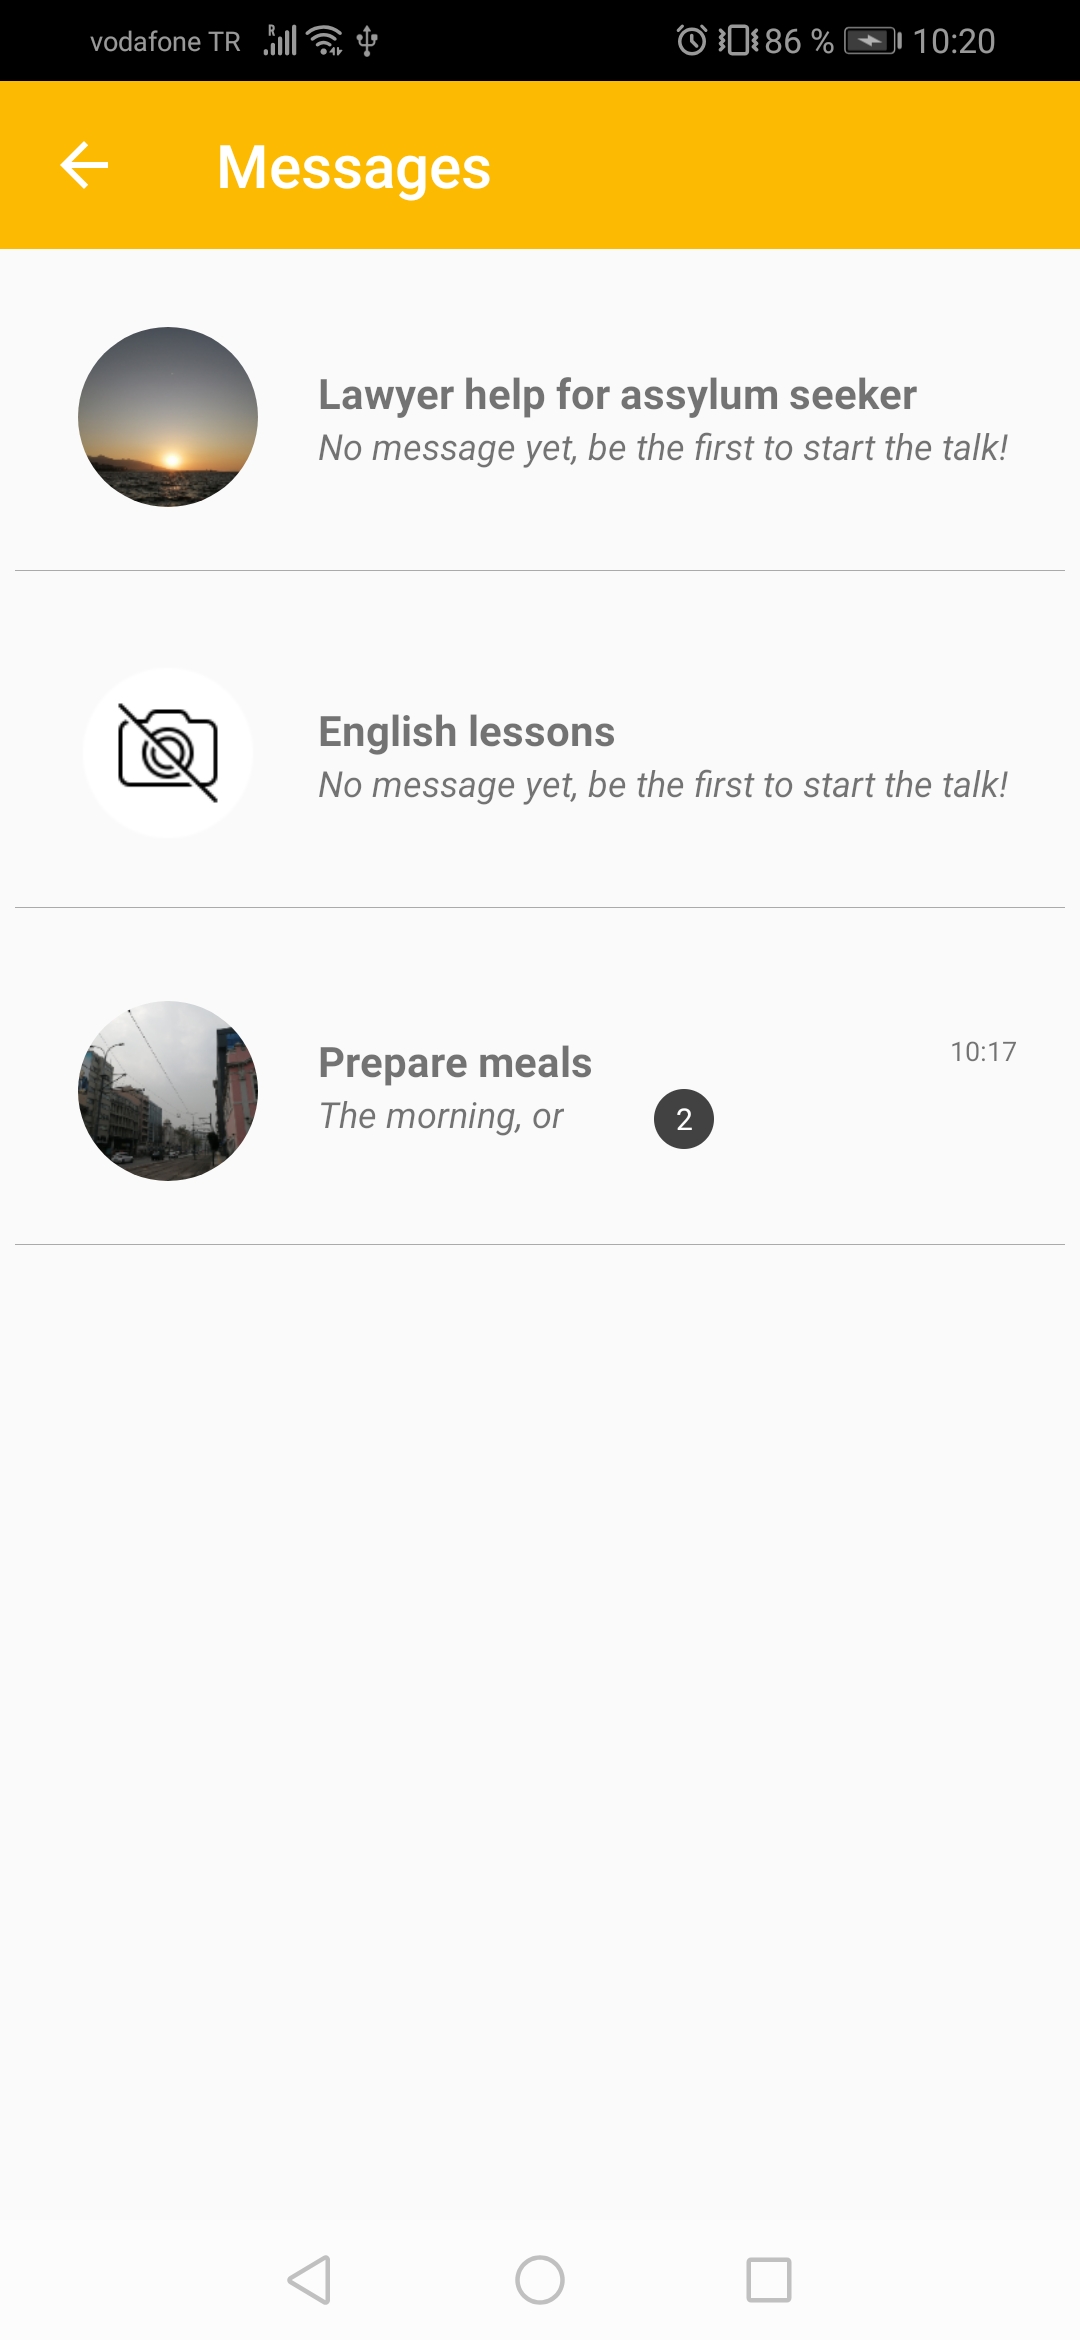 vodafone TR 86 % 10:20
Messages
Lawyer help for assylum seeker
No message yet, be the first to start the talk!
English lessons
No message yet, be the first to start the talk!
Prepare meals 10:17
The morning, or 2